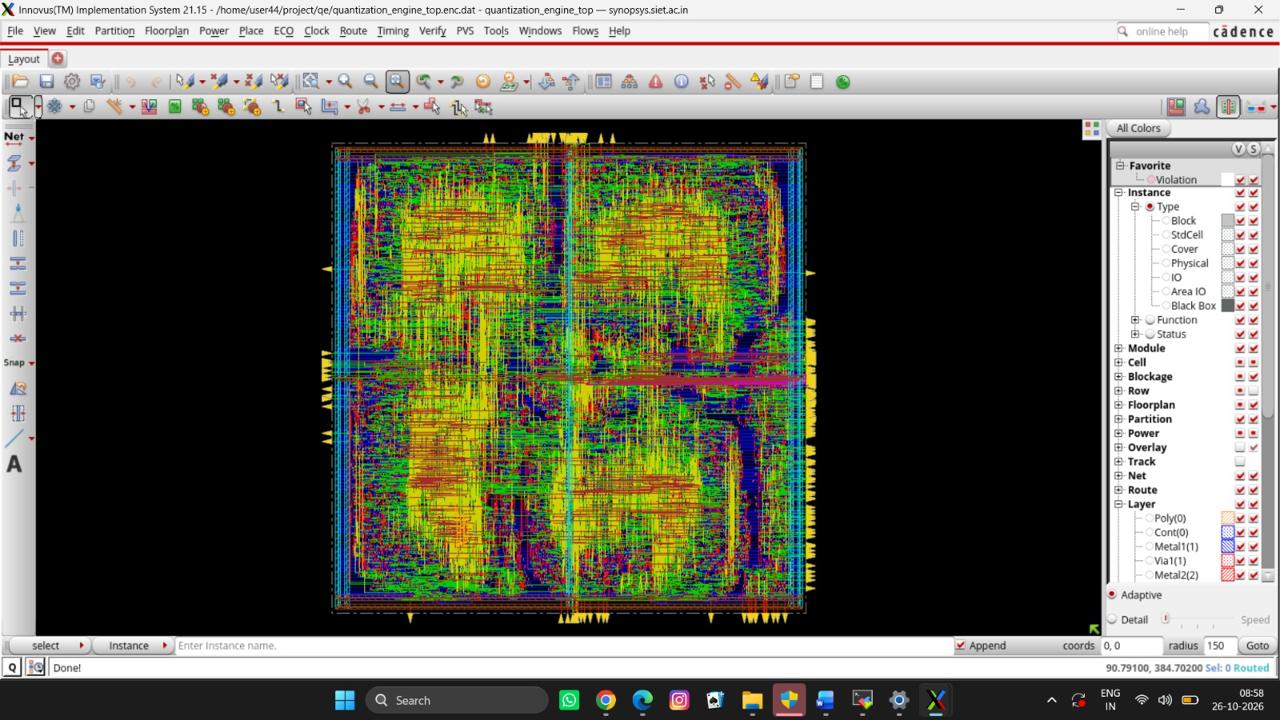 Innovus(TM) Implementation System 21.15 - /home/user44/project/qe/quantization_engine_top.enc.dat - quantization_engine_top — synopsys.siet.ac.in
File View Edit Partition Floorplan Power Place ECO Clock Route Timing Verify PVS Tools Windows Flows Help
online help cādence
Layout
Net
Snap
A
All Colors
V S
Favorite
Violation
Instance
Type
Block
StdCell
Cover
Physical
IO
Area IO
Black Box
Function
Status
Module
Cell
Blockage
Row
Floorplan
Partition
Power
Overlay
Track
Net
Route
Layer
Poly(0)
Cont(0)
Metal1(1)
Via1(1)
Metal2(2)
Adaptive
Detail Speed
select Instance Enter Instance name. Append coords 0, 0 radius 150 Goto
Q Done! 90.79100, 384.70200 Sel: 0 Routed
Search
ENG
IN
08:58
26-10-2026